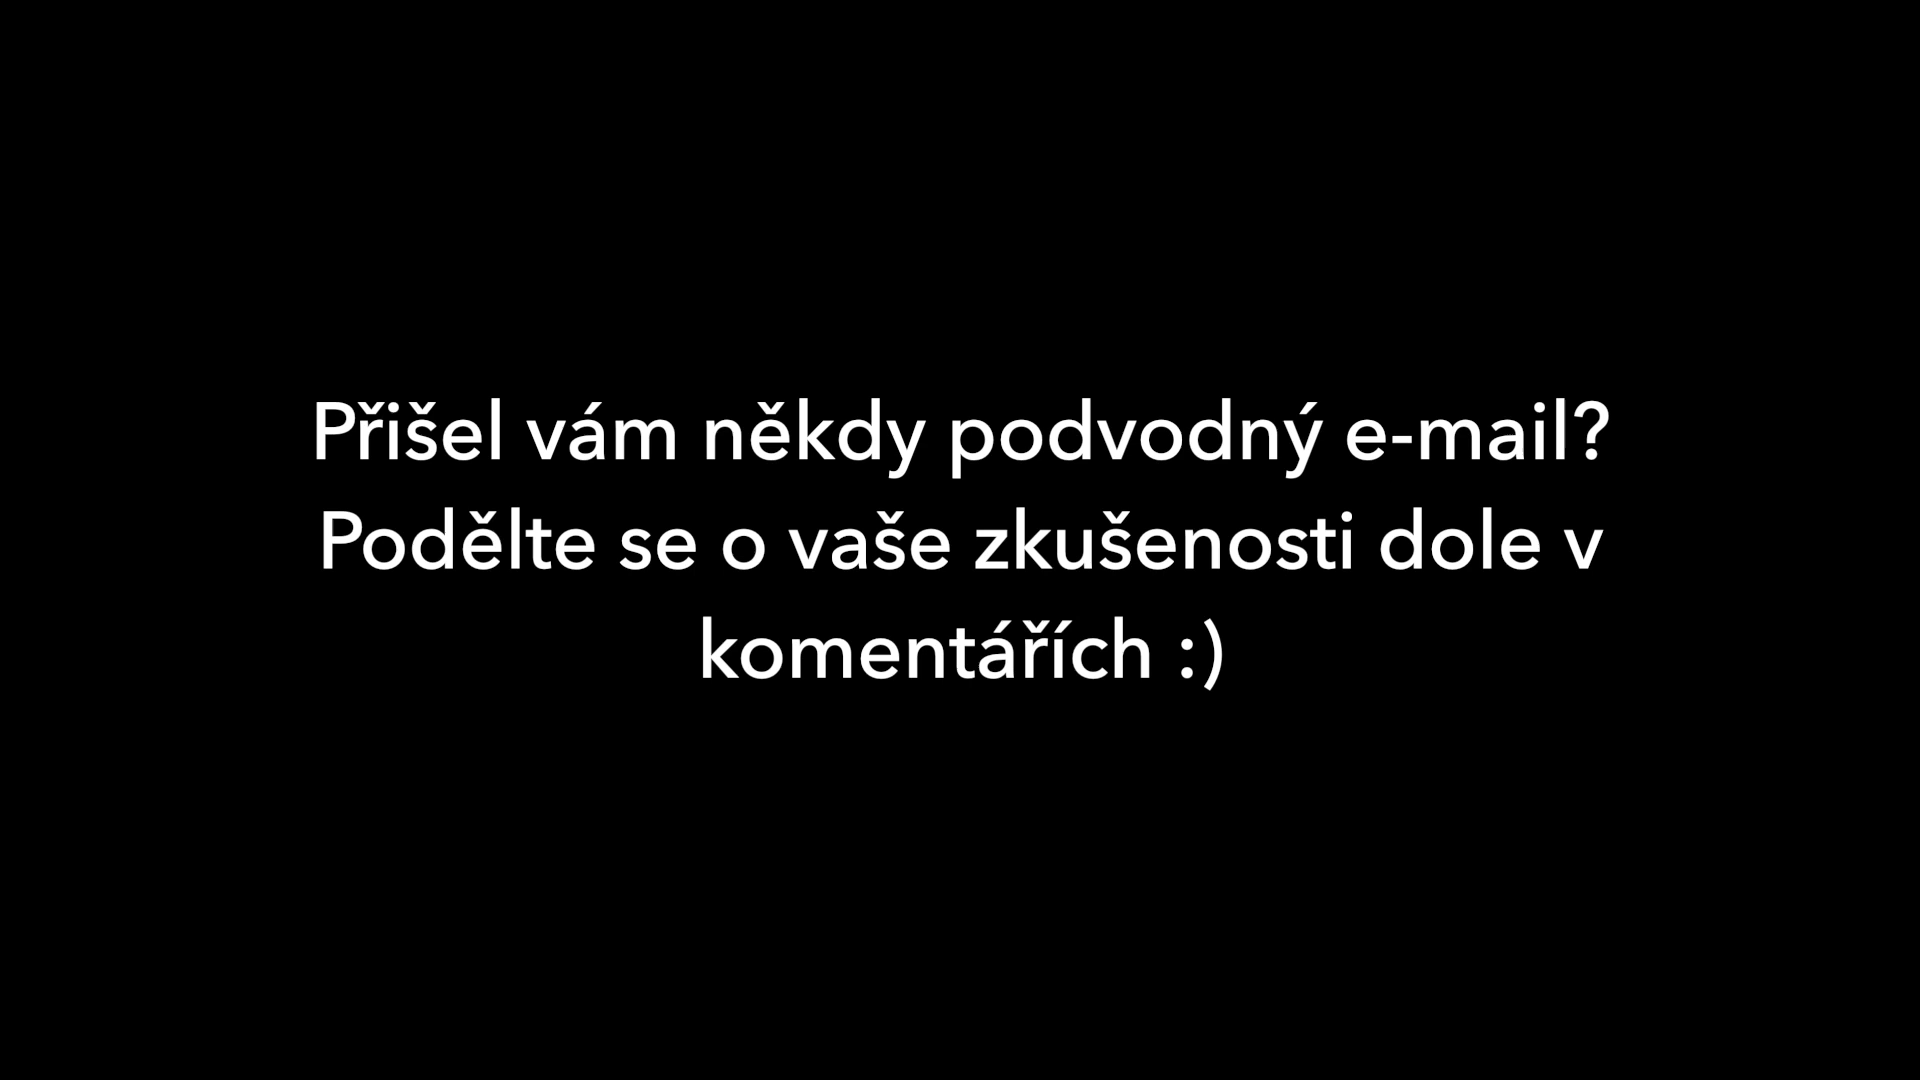 Přišel vám někdy podvodný e-mail?
Podělte se o vaše zkušenosti dole v
komentářích :)